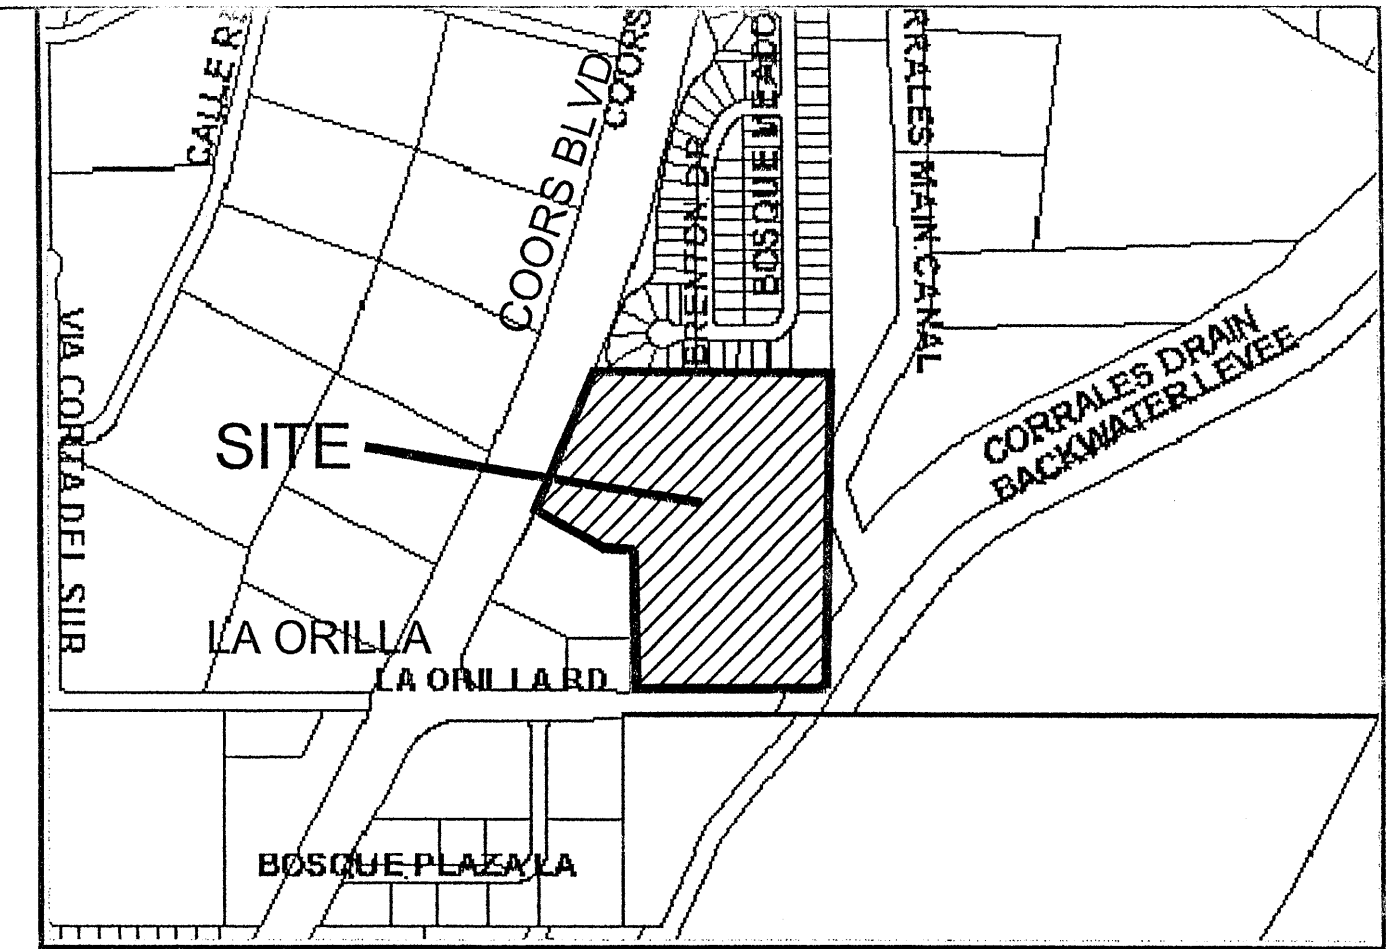 CALLE R
COORS
COORS BLVD
BRENTON DR
BOSQUE MEADO
RRALES MAIN CANAL
CORRALES DRAIN
BACKWATER LEVEE
VIA CORTA DEL SUR
SITE
LA ORILLA
LA ORILLA RD
BOSQUE PLAZA LA